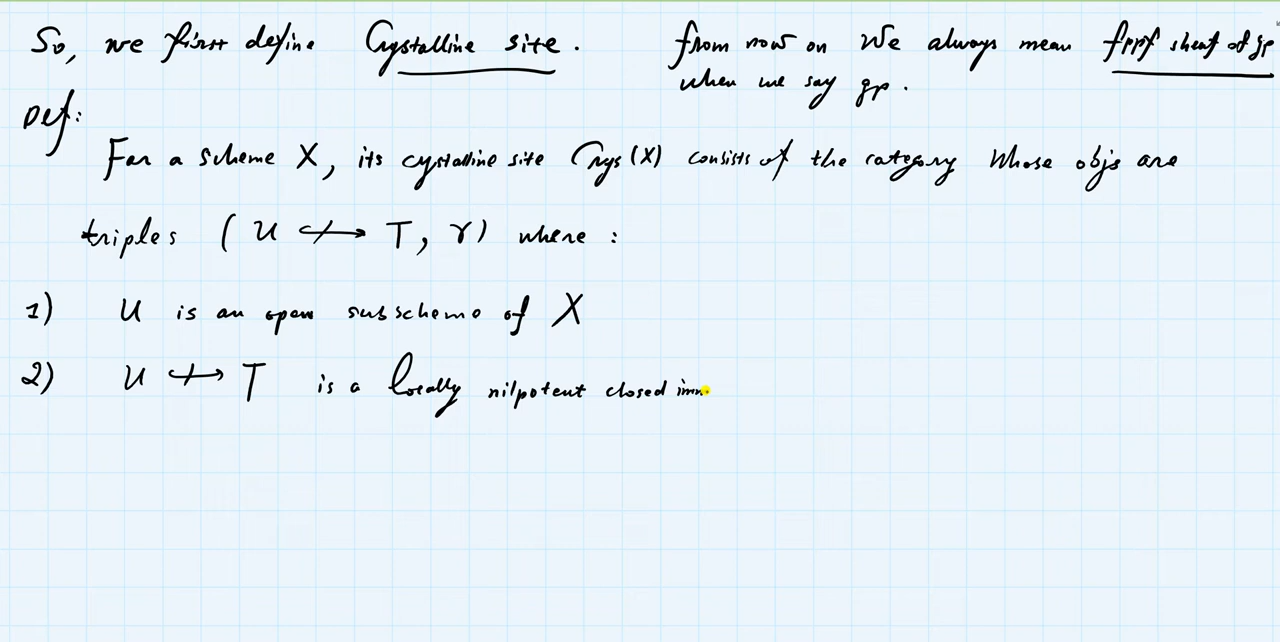 So, we first define Crystalline site.
from now on we always mean fppf sheaf of gp
when we say gp.
Def:
For a scheme X, its crystalline site Crys(X) consists of the category whose objs are
triples (U ↪ T, γ) where :
1) U is an open subscheme of X
2) U ↪ T is a locally nilpotent closed imm